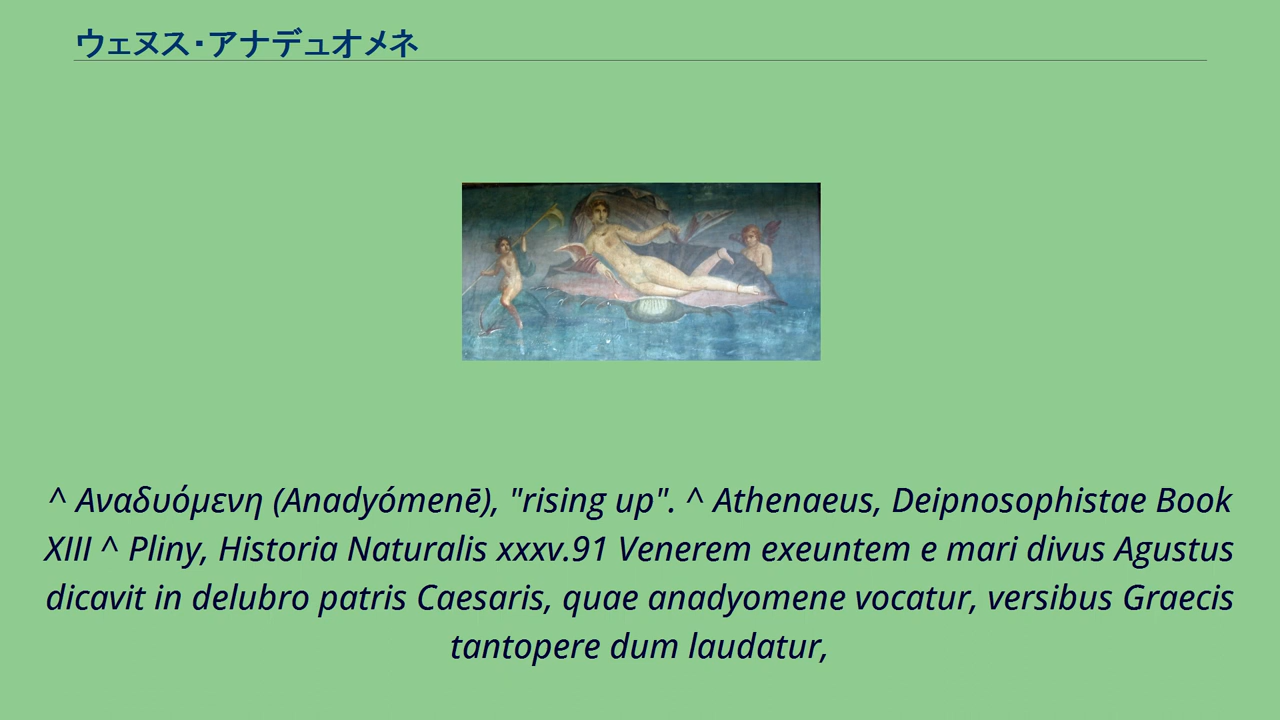 ウェヌス・アナデュオメネ
^ Αναδυόμενη (Anadyómenē), "rising up". ^ Athenaeus, Deipnosophistae Book
XIII ^ Pliny, Historia Naturalis xxxv.91 Venerem exeuntem e mari divus Agustus
dicavit in delubro patris Caesaris, quae anadyomene vocatur, versibus Graecis
tantopere dum laudatur,